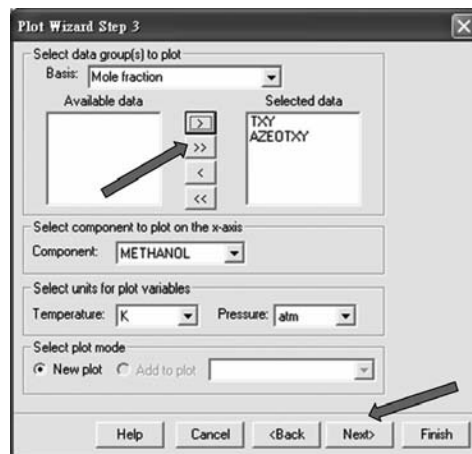 Plot Wizard Step 3
Select data group(s) to plot
Basis: Mole fraction
Available data Selected data
> TXY
AZEOTXY
>>
<
<<
Select component to plot on the x-axis
Component: METHANOL
Select units for plot variables
Temperature: K Pressure: atm
Select plot mode
New plot Add to plot
Help Cancel <Back Next> Finish